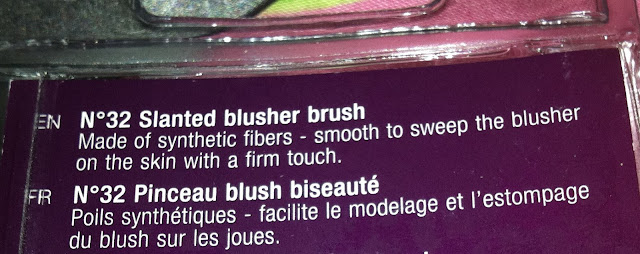 EN N°32 Slanted blusher brush
Made of synthetic fibers - smooth to sweep the blusher
on the skin with a firm touch.
FR N°32 Pinceau blush biseauté
Poils synthétiques - facilite le modelage et l'estompage
du blush sur les joues.